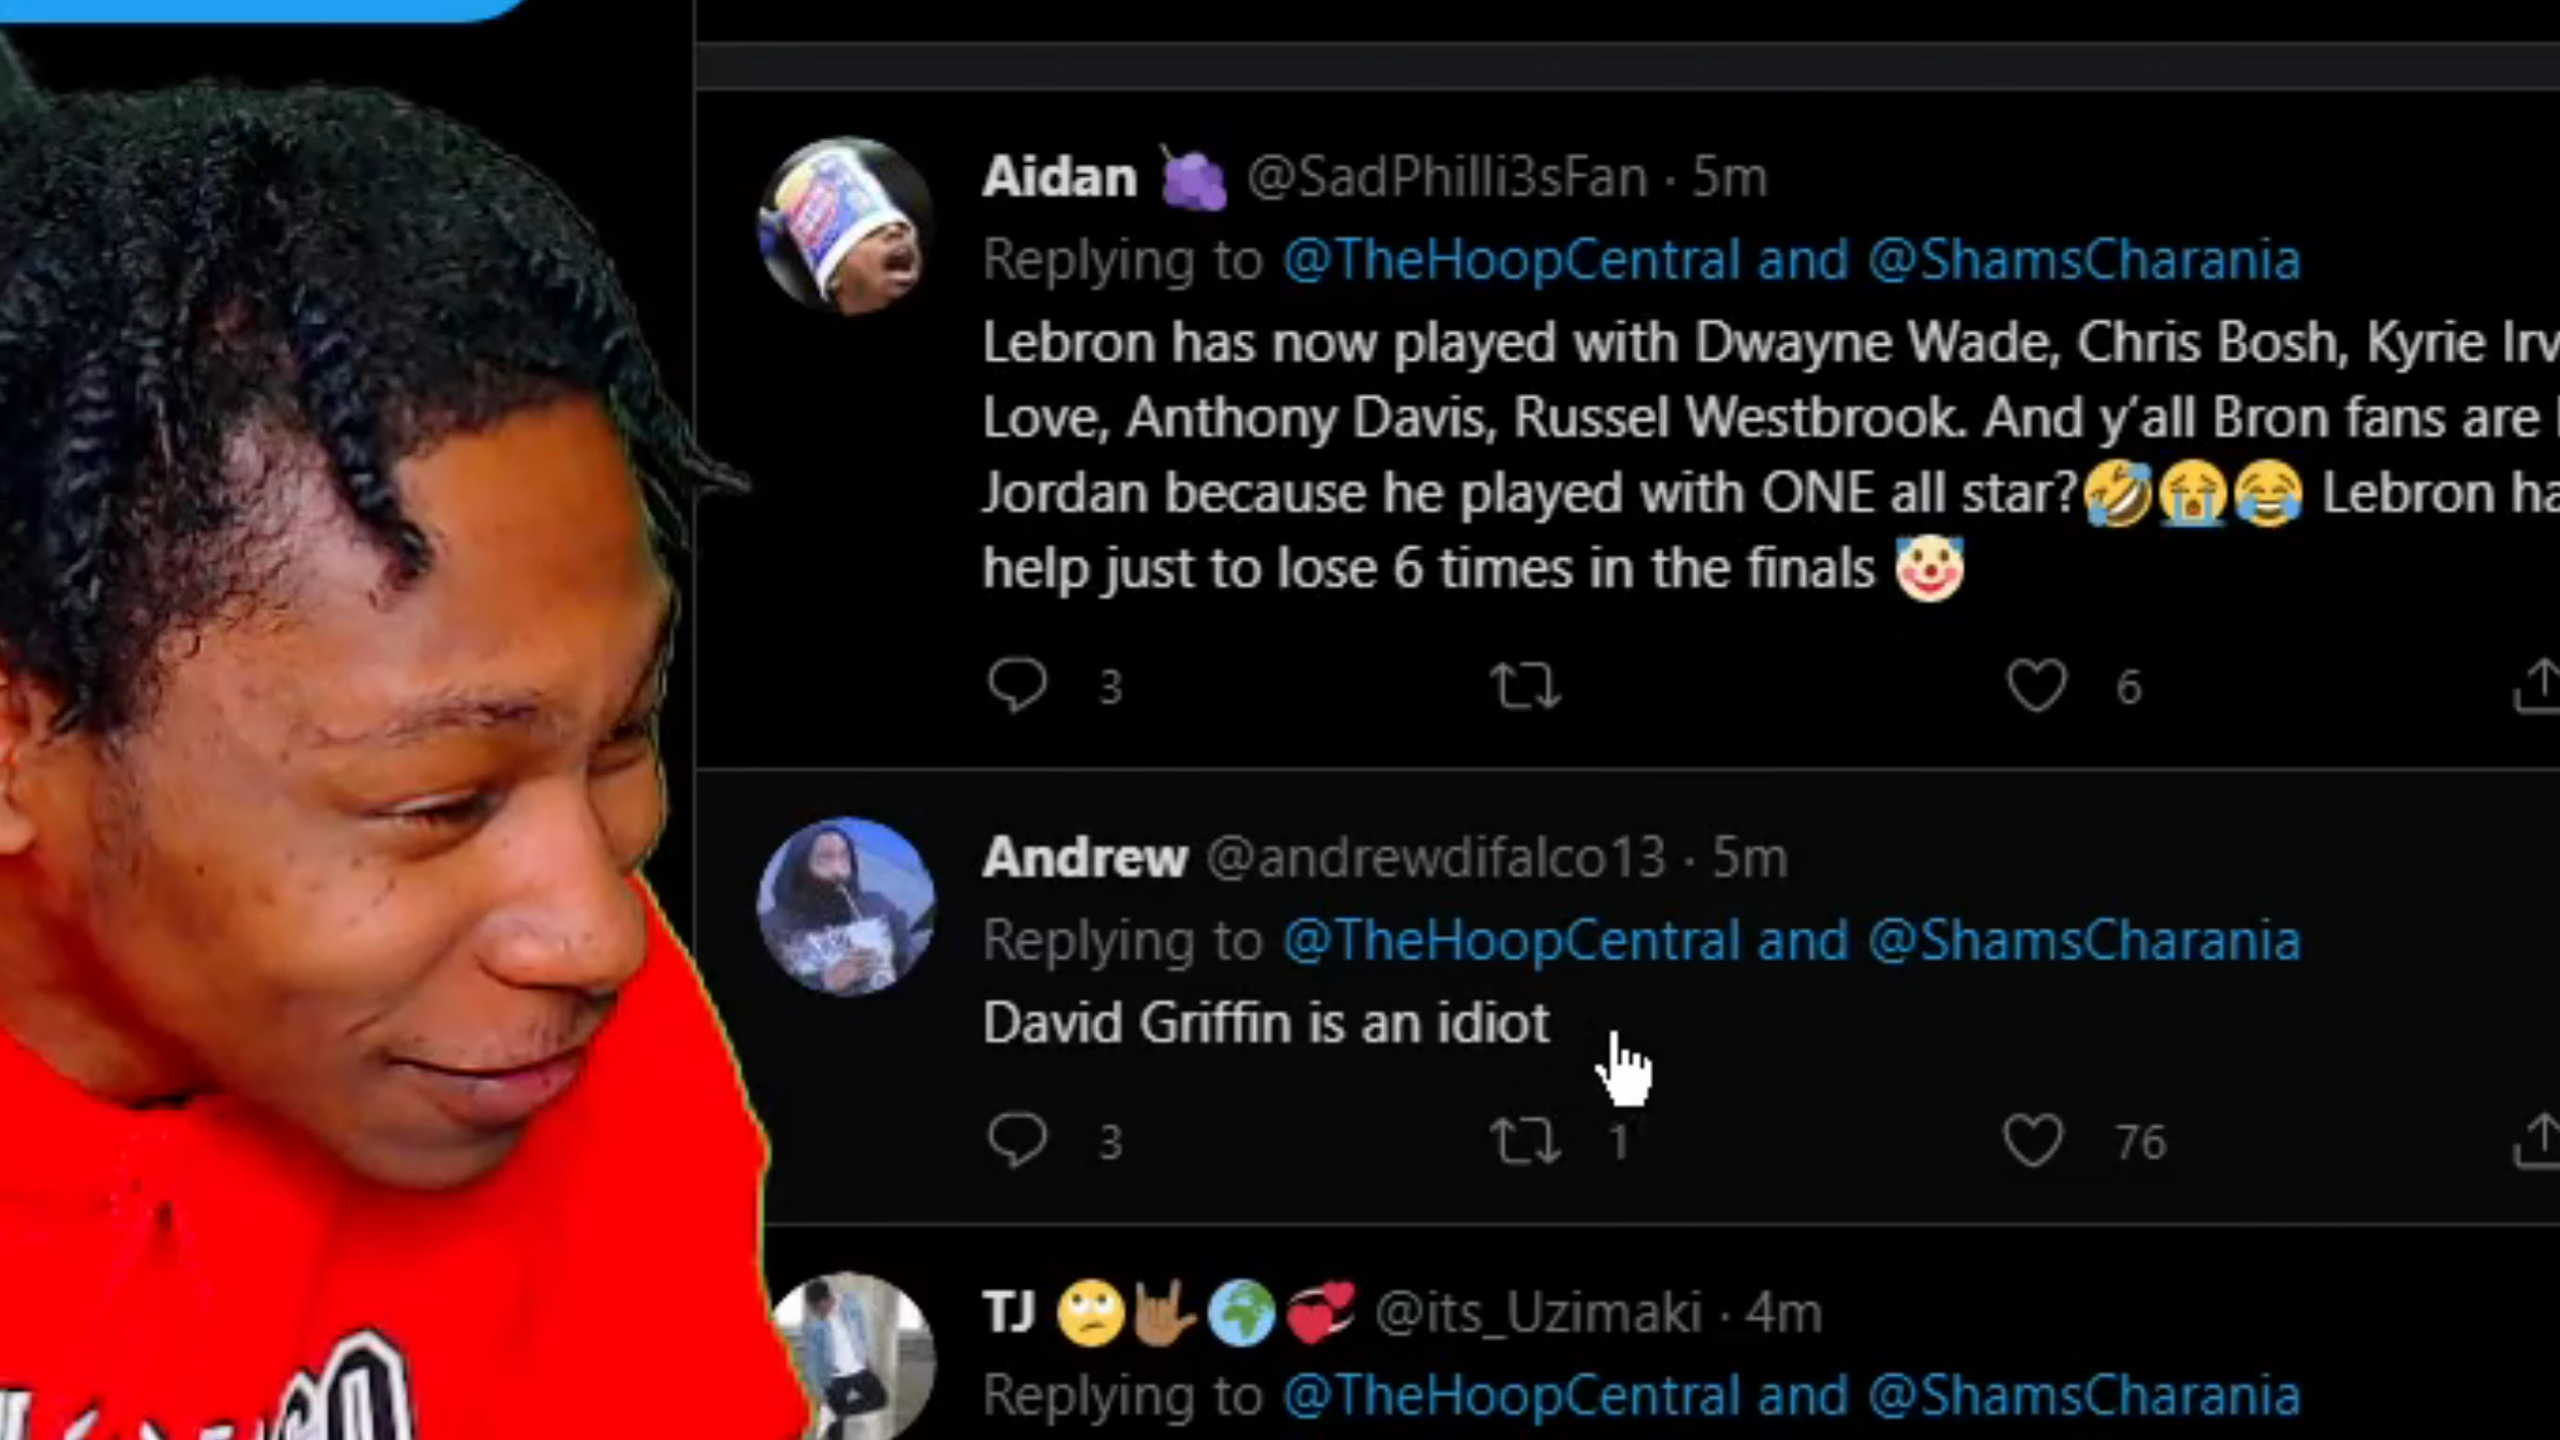 Aidan 🍇 @SadPhilli3sFan · 5m
Replying to @TheHoopCentral and @ShamsCharania
Lebron has now played with Dwayne Wade, Chris Bosh, Kyrie Irv
Love, Anthony Davis, Russel Westbrook. And y’all Bron fans are
Jordan because he played with ONE all star?🤣😭😂 Lebron ha
help just to lose 6 times in the finals 🤡
3 6
Andrew @andrewdifalco13 · 5m
Replying to @TheHoopCentral and @ShamsCharania
David Griffin is an idiot
3 1 76
TJ 🙄🤟🏽🌍💞 @its_Uzimaki · 4m
Replying to @TheHoopCentral and @ShamsCharania